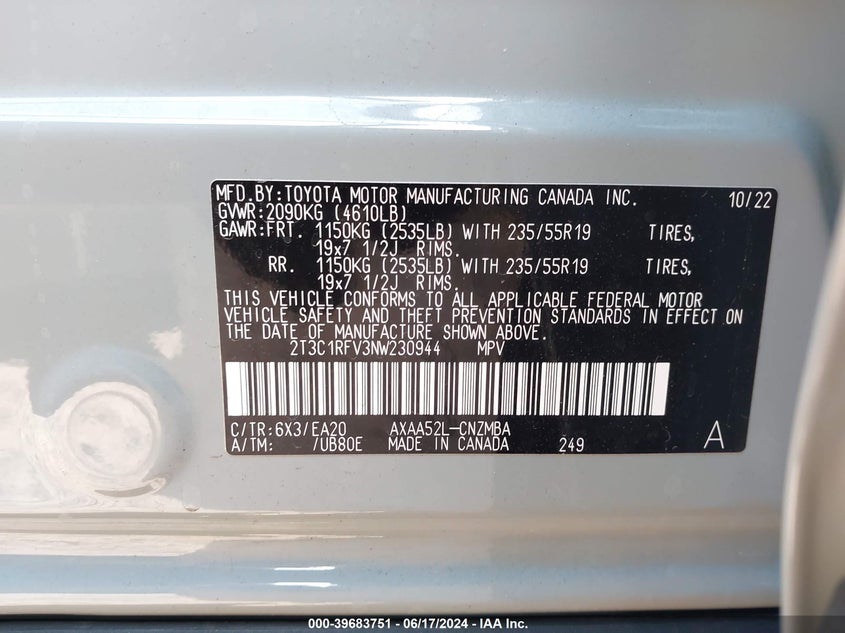 MFD.BY:TOYOTA MOTOR MANUFACTURING CANADA INC. 10/22
GVWR:2090KG (4610LB)
GAWR:FRT. 1150KG (2535LB) WITH 235/55R19 TIRES,
19x7 1/2J RIMS.
RR. 1150KG (2535LB) WITH 235/55R19 TIRES,
19x7 1/2J RIMS.
THIS VEHICLE CONFORMS TO ALL APPLICABLE FEDERAL MOTOR
VEHICLE SAFETY AND THEFT PREVENTION STANDARDS IN EFFECT ON
THE DATE OF MANUFACTURE SHOWN ABOVE.
2T3C1RFV3NW230944 MPV
C/TR:6X3/EA20 AXAA52L-CNZMBA
A/TM: /UB80E MADE IN CANADA 249 A
000-39683751 - 06/17/2024 - IAA Inc.